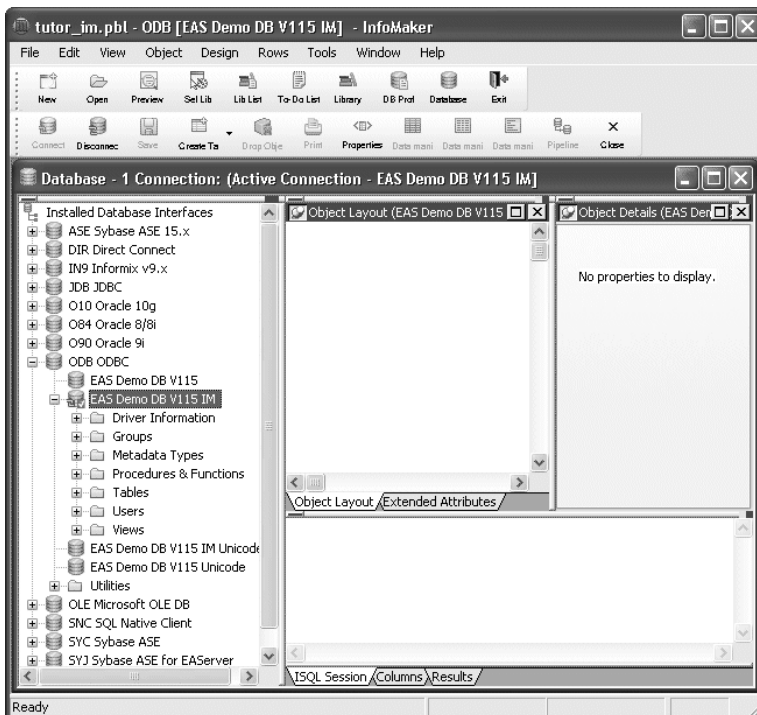 tutor_im.pbl - ODB [EAS Demo DB V115 IM] - InfoMaker
File Edit View Object Design Rows Tools Window Help
New Open Preview Sel Lib Lib List To-Do List Library DB Prof Database Exit
Connect Disconnec Save Create Ta Drop Obje Print Properties Data mani Data mani Data mani Pipeline Close
Database - 1 Connection: (Active Connection - EAS Demo DB V115 IM]
Installed Database Interfaces
ASE Sybase ASE 15.x
DIR Direct Connect
IN9 Informix v9.x
JDB JDBC
O10 Oracle 10g
O84 Oracle 8/8i
O90 Oracle 9i
ODB ODBC
EAS Demo DB V115
EAS Demo DB V115 IM
Driver Information
Groups
Metadata Types
Procedures & Functions
Tables
Users
Views
EAS Demo DB V115 IM Unicode
EAS Demo DB V115 Unicode
Utilities
OLE Microsoft OLE DB
SNC SQL Native Client
SYC Sybase ASE
SYJ Sybase ASE for EAServer
Object Layout (EAS Demo DB V115
Object Layout Extended Attributes
Object Details (EAS Der
No properties to display.
ISQL Session Columns Results
Ready